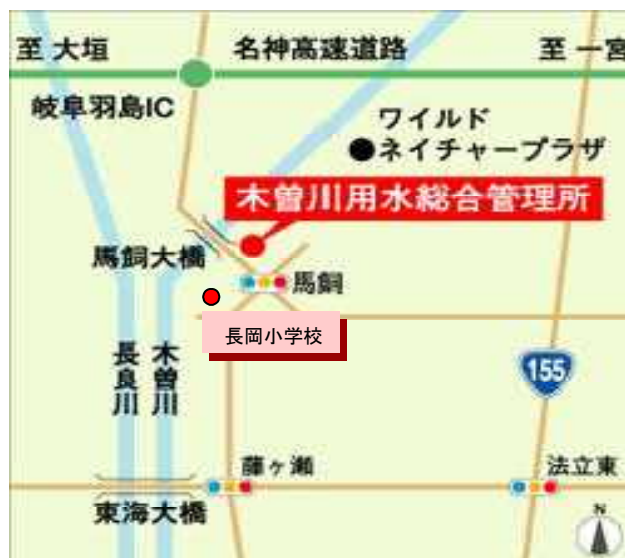 至 大垣
名神高速道路
至 一宮
岐阜羽島IC
ワイルド
ネイチャープラザ
木曽川用水総合管理所
馬飼大橋
馬飼
長岡小学校
長良川
木曽川
155
藤ヶ瀬
法立東
東海大橋
N